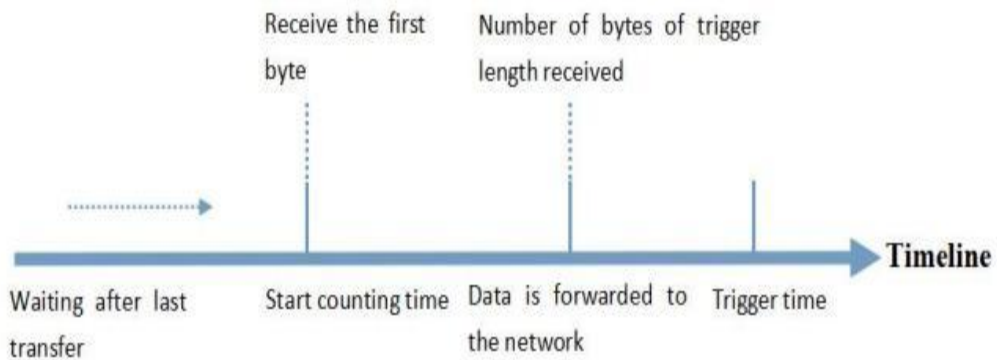 Receive the first
byte
Number of bytes of trigger
length received
Timeline
Waiting after last
transfer
Start counting time
Data is forwarded to
the network
Trigger time